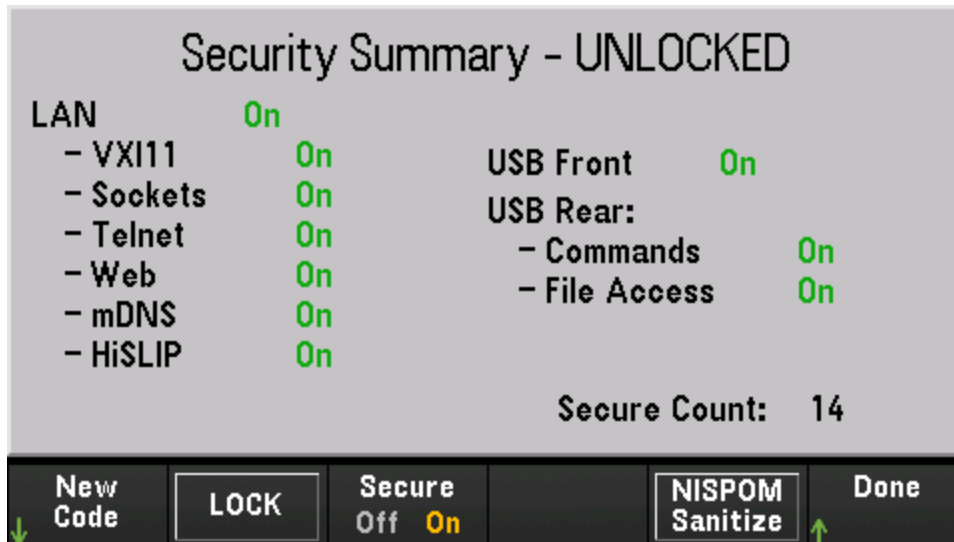 Security Summary – UNLOCKED
LAN On
– VXI11 On
– Sockets On
– Telnet On
– Web On
– mDNS On
– HiSLIP On
USB Front On
USB Rear:
– Commands On
– File Access On
Secure Count: 14
New
Code
LOCK
Secure
Off On
NISPOM
Sanitize
Done